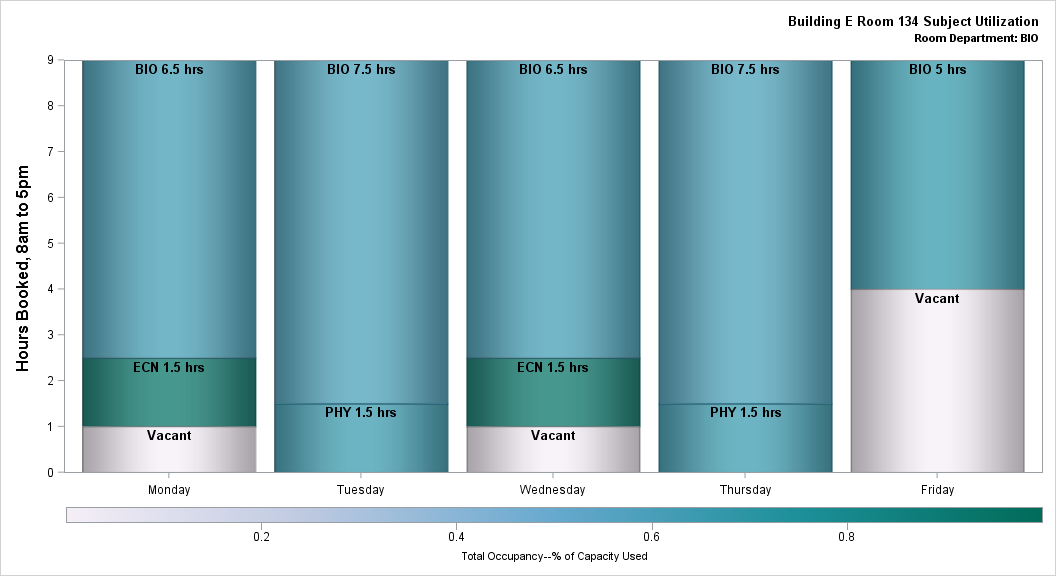 Building E Room 134 Subject Utilization
Room Department: BIO
Hours Booked, 8am to 5pm
9
8
7
6
5
4
3
2
1
0
BIO 6.5 hrs
ECN 1.5 hrs
Vacant
BIO 7.5 hrs
PHY 1.5 hrs
BIO 6.5 hrs
ECN 1.5 hrs
Vacant
BIO 7.5 hrs
PHY 1.5 hrs
BIO 5 hrs
Vacant
Monday Tuesday Wednesday Thursday Friday
0.2 0.4 0.6 0.8
Total Occupancy--% of Capacity Used